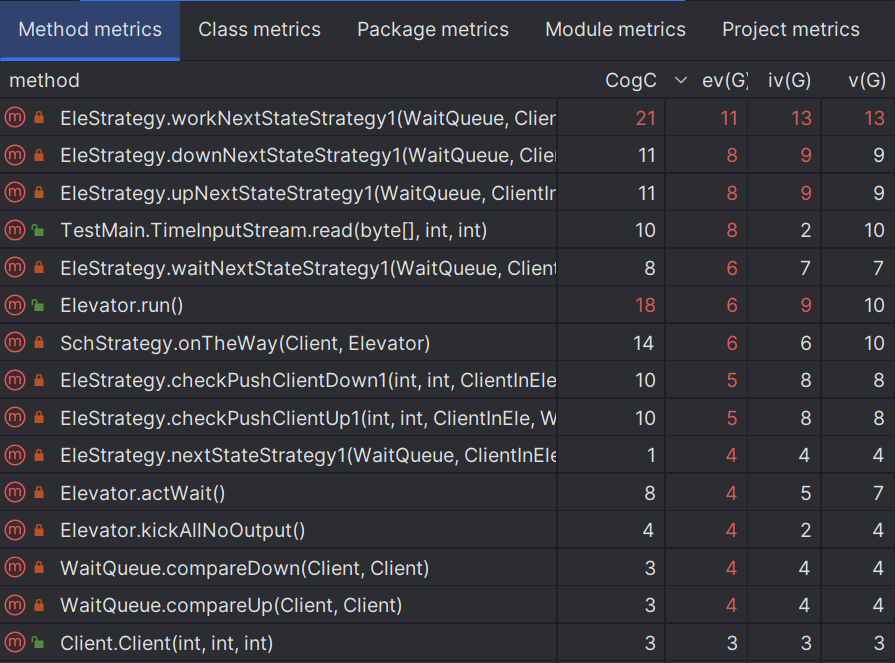 Method metrics Class metrics Package metrics Module metrics Project metrics
method CogC ev(G) iv(G) v(G)
EleStrategy.workNextStateStrategy1(WaitQueue, Clier 21 11 13 13
EleStrategy.downNextStateStrategy1(WaitQueue, Clie 11 8 9 9
EleStrategy.upNextStateStrategy1(WaitQueue, ClientIr 11 8 9 9
TestMain.TimeInputStream.read(byte[], int, int) 10 8 2 10
EleStrategy.waitNextStateStrategy1(WaitQueue, Client 8 6 7 7
Elevator.run() 18 6 9 10
SchStrategy.onTheWay(Client, Elevator) 14 6 6 10
EleStrategy.checkPushClientDown1(int, int, ClientInEle 10 5 8 8
EleStrategy.checkPushClientUp1(int, int, ClientInEle, W 10 5 8 8
EleStrategy.nextStateStrategy1(WaitQueue, ClientInEle 1 4 4 4
Elevator.actWait() 8 4 5 7
Elevator.kickAllNoOutput() 4 4 2 4
WaitQueue.compareDown(Client, Client) 3 4 4 4
WaitQueue.compareUp(Client, Client) 3 4 4 4
Client.Client(int, int, int) 3 3 3 3